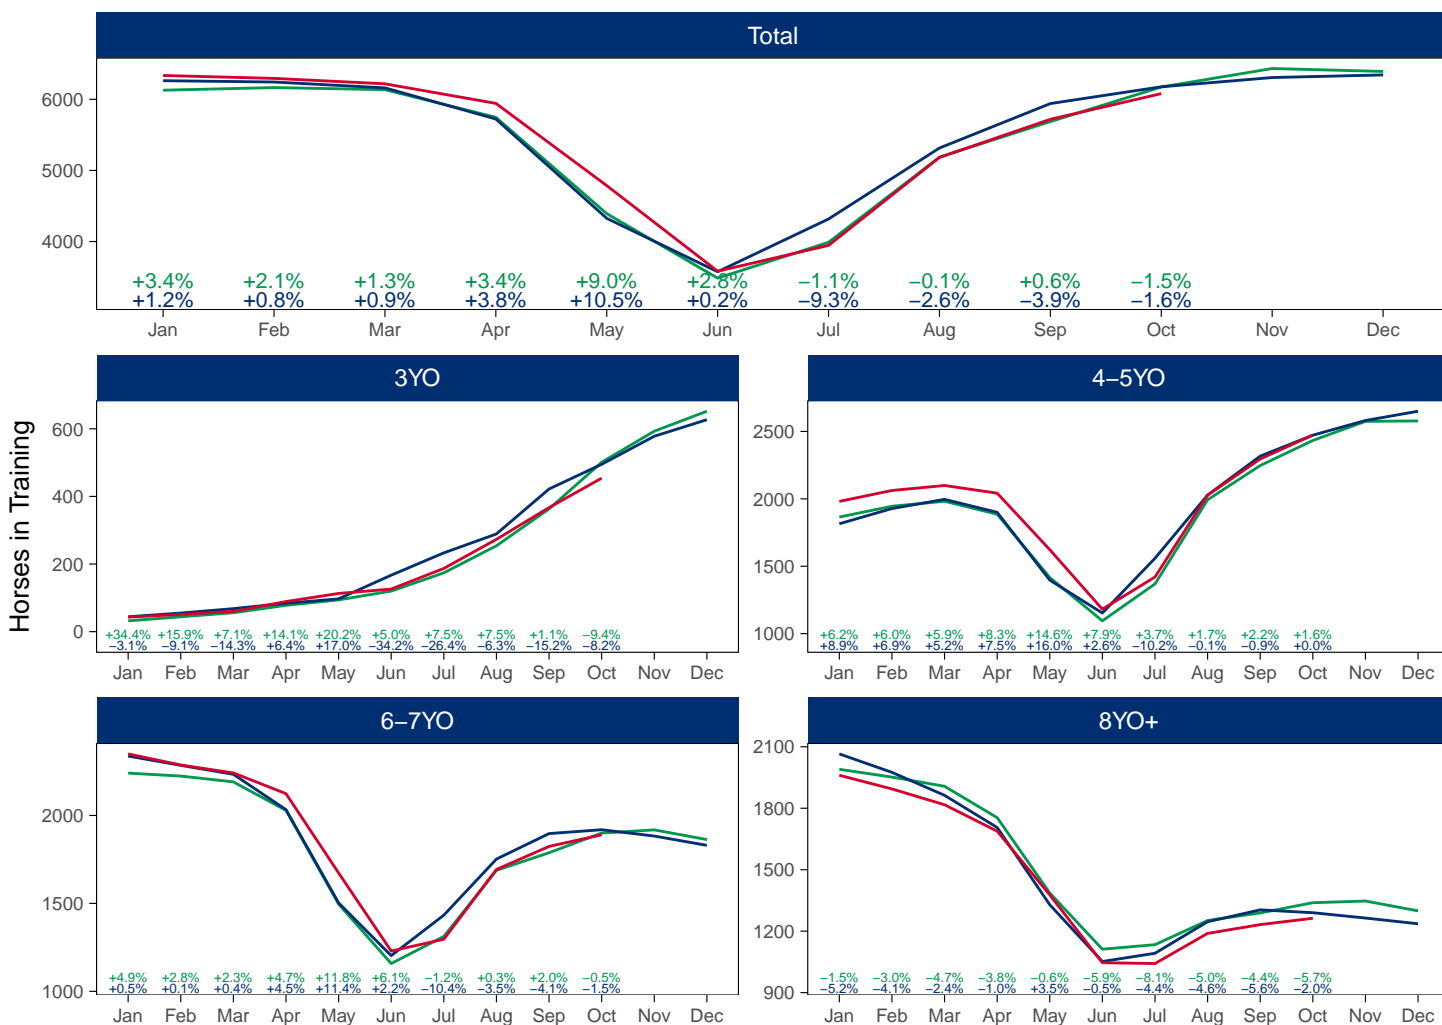 Total
6000
5000
4000
+3.4% +2.1% +1.3% +3.4% +9.0% +2.8% −1.1% −0.1% +0.6% −1.5%
+1.2% +0.8% +0.9% +3.8% +10.5% +0.2% −9.3% −2.6% −3.9% −1.6%
Jan Feb Mar Apr May Jun Jul Aug Sep Oct Nov Dec
Horses in Training
3YO
600
400
200
0
+34.4% +15.9% +7.1% +14.1% +20.2% +5.0% +7.5% +7.5% +1.1% −9.4%
−3.1% −9.1% −14.3% +6.4% +17.0% −34.2% −26.4% −6.3% −15.2% −8.2%
Jan Feb Mar Apr May Jun Jul Aug Sep Oct Nov Dec
4−5YO
2500
2000
1500
1000
+6.2% +6.0% +5.9% +8.3% +14.6% +7.9% +3.7% +1.7% +2.2% +1.6%
+8.9% +6.9% +5.2% +7.5% +16.0% +2.6% −10.2% −0.1% −0.9% +0.0%
Jan Feb Mar Apr May Jun Jul Aug Sep Oct Nov Dec
6−7YO
2000
1500
1000
+4.9% +2.8% +2.3% +4.7% +11.8% +6.1% −1.2% +0.3% +2.0% −0.5%
+0.5% +0.1% +0.4% +4.5% +11.4% +2.2% −10.4% −3.5% −4.1% −1.5%
Jan Feb Mar Apr May Jun Jul Aug Sep Oct Nov Dec
8YO+
2100
1800
1500
1200
900
−1.5% −3.0% −4.7% −3.8% −0.6% −5.9% −8.1% −5.0% −4.4% −5.7%
−5.2% −4.1% −2.4% −1.0% +3.5% −0.5% −4.4% −4.6% −5.6% −2.0%
Jan Feb Mar Apr May Jun Jul Aug Sep Oct Nov Dec